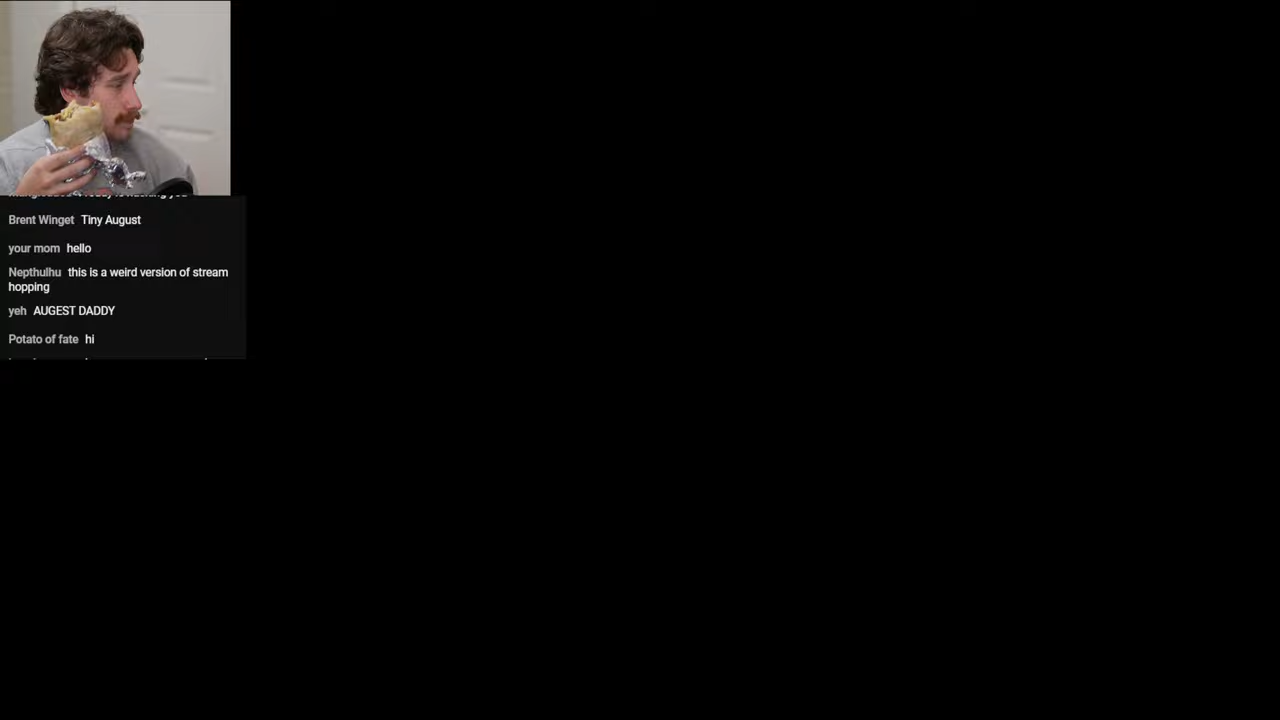 Brent Winget Tiny August
your mom hello
Nepthulhu this is a weird version of stream
hopping
yeh AUGEST DADDY
Potato of fate hi